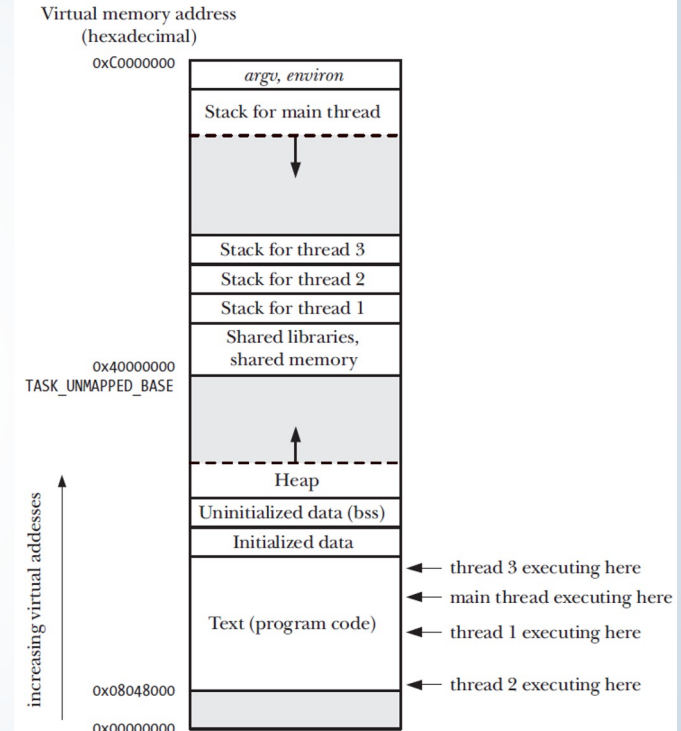 Virtual memory address
(hexadecimal)
0xC0000000
argv, environ
Stack for main thread
Stack for thread 3
Stack for thread 2
Stack for thread 1
Shared libraries,
shared memory
0x40000000
TASK_UNMAPPED_BASE
Heap
Uninitialized data (bss)
Initialized data
thread 3 executing here
main thread executing here
Text (program code)
thread 1 executing here
thread 2 executing here
0x08048000
0x00000000
increasing virtual addesses